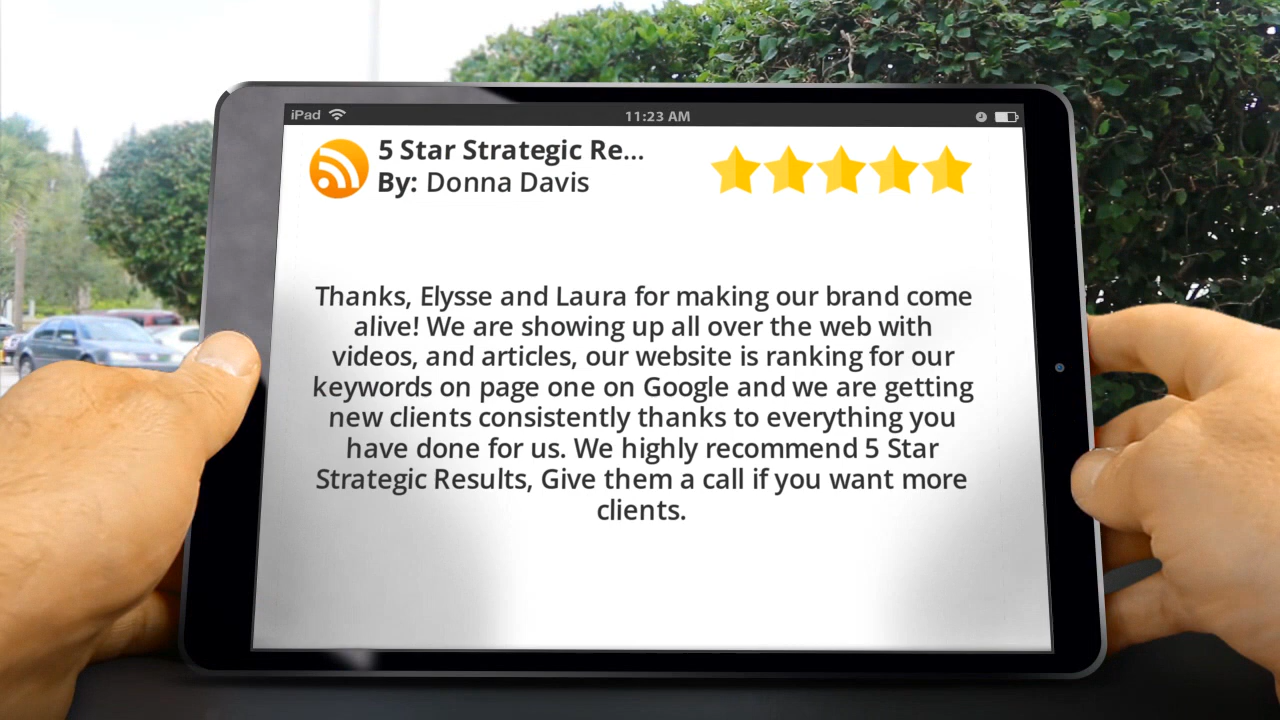 iPad
11:23 AM
5 Star Strategic Re...
By: Donna Davis
Thanks, Elysse and Laura for making our brand come
alive! We are showing up all over the web with
videos, and articles, our website is ranking for our
keywords on page one on Google and we are getting
new clients consistently thanks to everything you
have done for us. We highly recommend 5 Star
Strategic Results, Give them a call if you want more
clients.